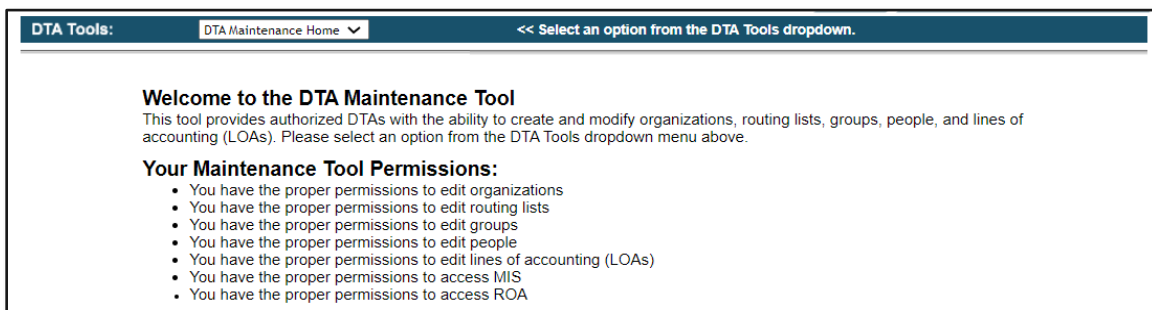 DTA Tools: DTA Maintenance Home << Select an option from the DTA Tools dropdown.
Welcome to the DTA Maintenance Tool
This tool provides authorized DTAs with the ability to create and modify organizations, routing lists, groups, people, and lines of
accounting (LOAs). Please select an option from the DTA Tools dropdown menu above.
Your Maintenance Tool Permissions:
• You have the proper permissions to edit organizations
• You have the proper permissions to edit routing lists
• You have the proper permissions to edit groups
• You have the proper permissions to edit people
• You have the proper permissions to edit lines of accounting (LOAs)
• You have the proper permissions to access MIS
• You have the proper permissions to access ROA